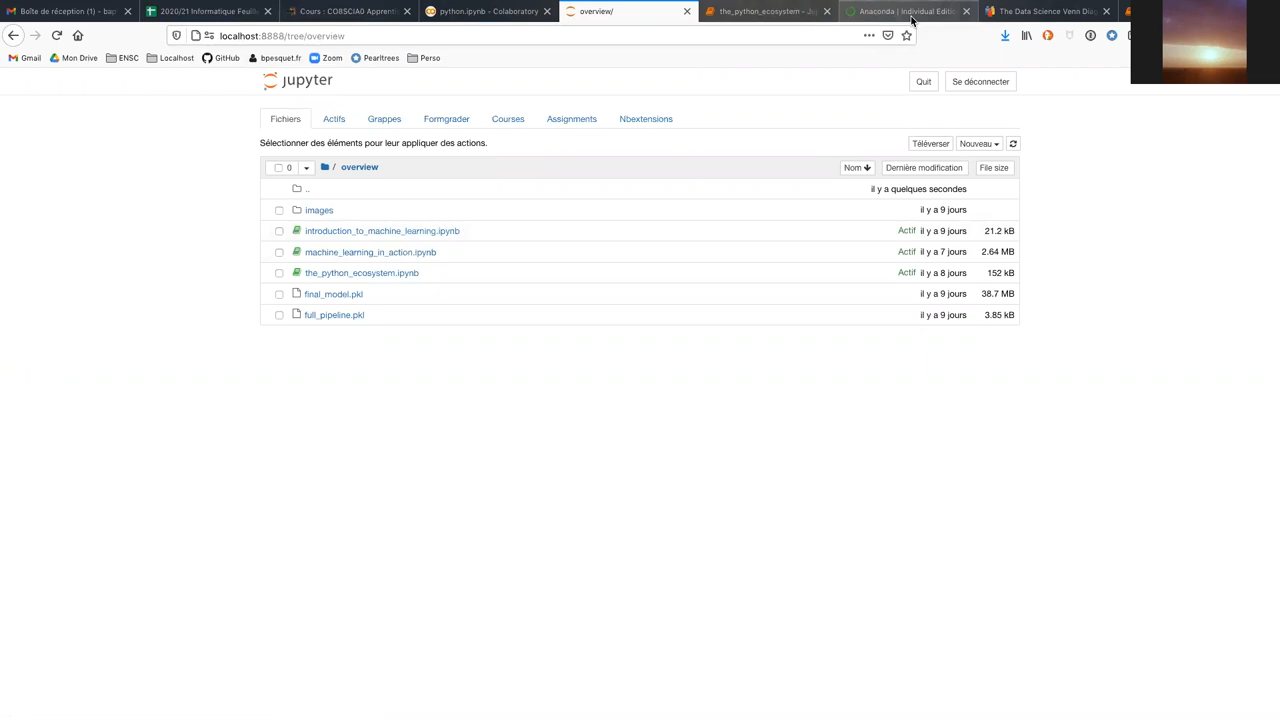 Boîte de réception (1) - bap
2020/21 Informatique Feuill
Cours : CO8SCIA0 Apprenti
python.ipynb - Colaboratory
overview/
the_python_ecosystem - Ju
Anaconda | Individual Editi
The Data Science Venn Diag
localhost:8888/tree/overview
Gmail
Mon Drive
ENSC
Localhost
GitHub
bpesquet.fr
Zoom
Pearltrees
Perso
jupyter
Quit
Se déconnecter
Fichiers
Actifs
Grappes
Formgrader
Courses
Assignments
Nbextensions
Sélectionner des éléments pour leur appliquer des actions.
Téléverser
Nouveau
0
/ overview
Nom
Dernière modification
File size
..
il y a quelques secondes
images
il y a 9 jours
introduction_to_machine_learning.ipynb
Actif il y a 9 jours 21.2 kB
machine_learning_in_action.ipynb
Actif il y a 7 jours 2.64 MB
the_python_ecosystem.ipynb
Actif il y a 8 jours 152 kB
final_model.pkl
il y a 9 jours 38.7 MB
full_pipeline.pkl
il y a 9 jours 3.85 kB